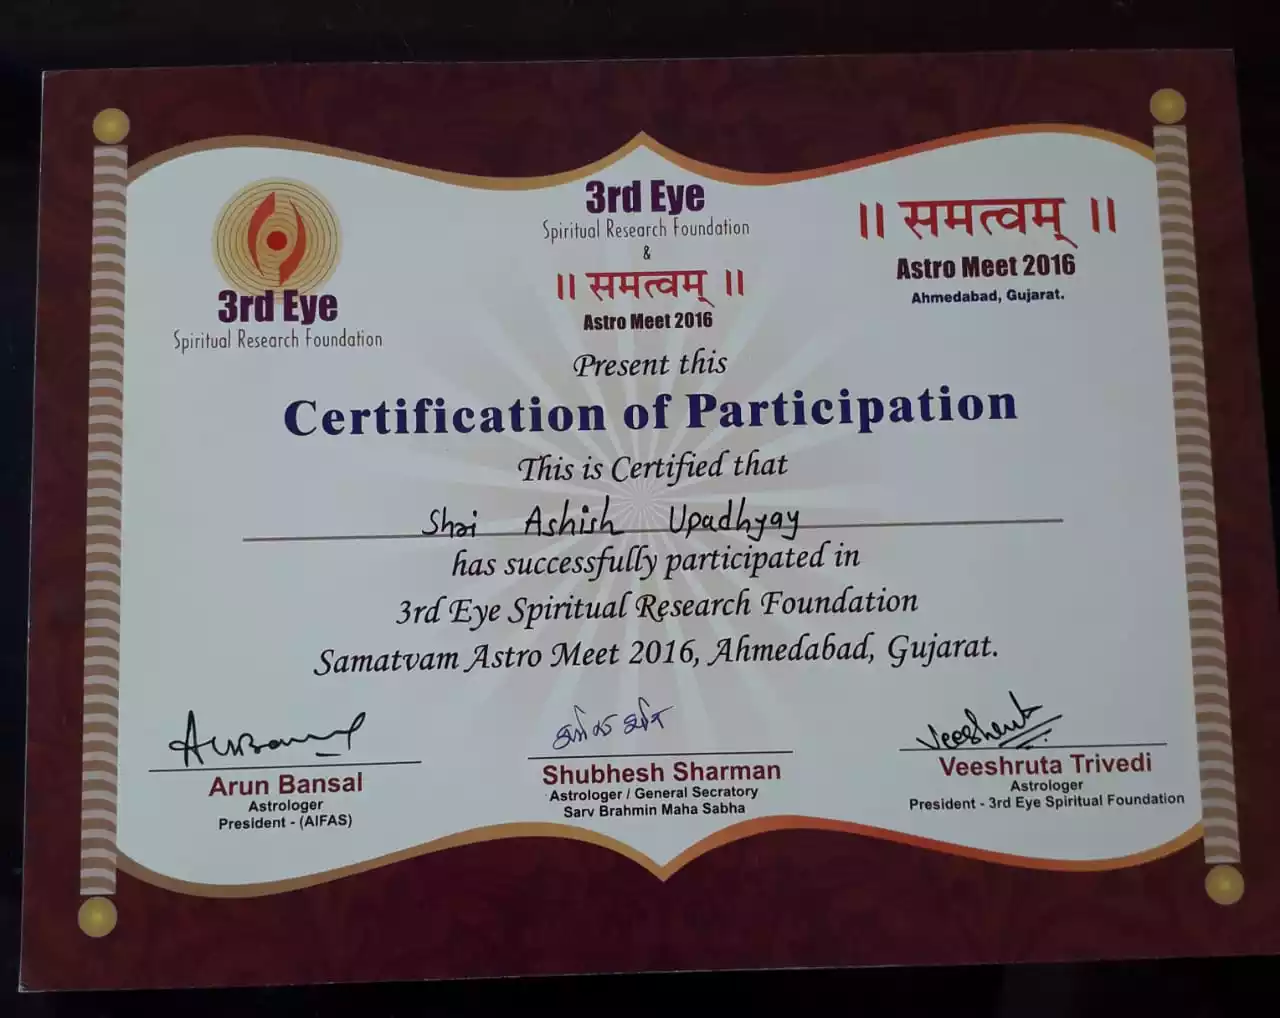 3rd Eye
Spiritual Research Foundation
3rd Eye
Spiritual Research Foundation
&
॥ समत्वम् ॥
Astro Meet 2016
॥ समत्वम् ॥
Astro Meet 2016
Ahmedabad, Gujarat.
Present this
Certification of Participation
This is Certified that
Shri Ashish Upadhyay
has successfully participated in
3rd Eye Spiritual Research Foundation
Samatvam Astro Meet 2016, Ahmedabad, Gujarat.
Arun Bansal
Astrologer
President - (AIFAS)
Shubhesh Sharman
Astrologer / General Secratory
Sarv Brahmin Maha Sabha
Veeshruta
Veeshruta Trivedi
Astrologer
President - 3rd Eye Spiritual Foundation